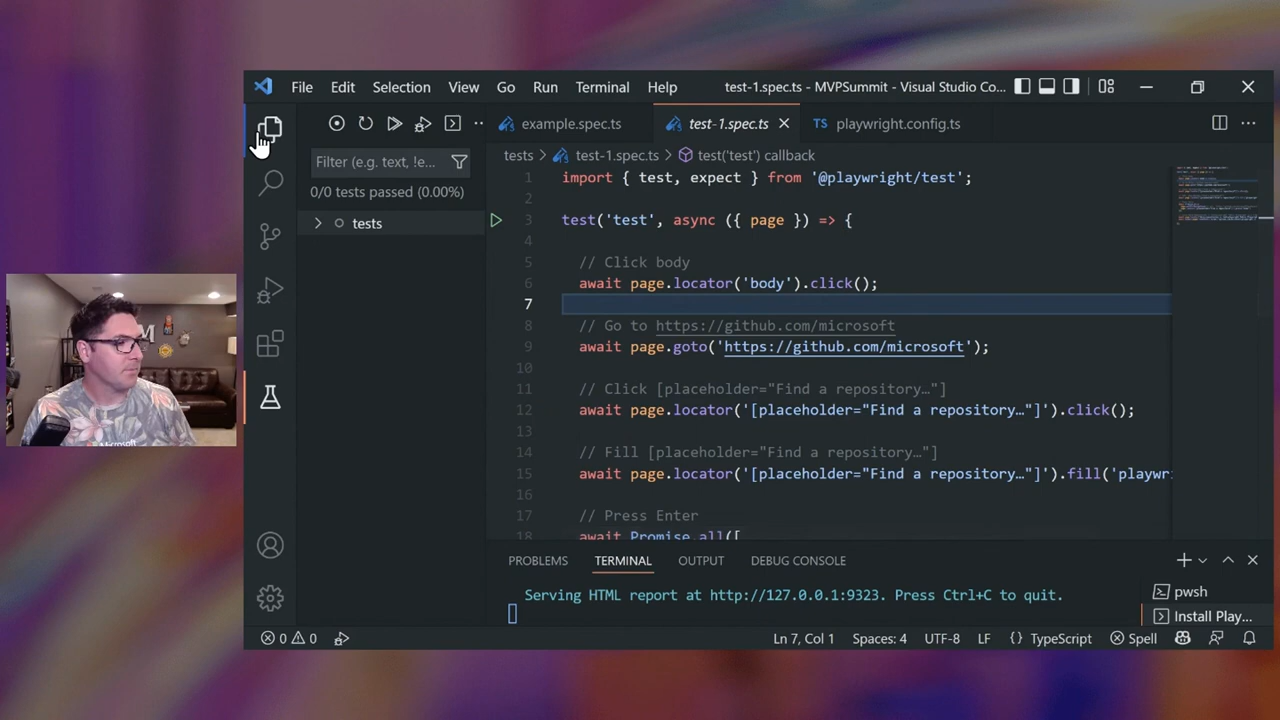 File Edit Selection View Go Run Terminal Help test-1.spec.ts - MVPSummit - Visual Studio Co...
example.spec.ts test-1.spec.ts TS playwright.config.ts
Filter (e.g. text, !e...
0/0 tests passed (0.00%)
tests
tests > test-1.spec.ts > test('test') callback
1 import { test, expect } from '@playwright/test';
2
3 test('test', async ({ page }) => {
4
5 // Click body
6 await page.locator('body').click();
7
8 // Go to https://github.com/microsoft
9 await page.goto('https://github.com/microsoft');
10
11 // Click [placeholder="Find a repository…"]
12 await page.locator('[placeholder="Find a repository…"]').click();
13
14 // Fill [placeholder="Find a repository…"]
15 await page.locator('[placeholder="Find a repository…"]').fill('playwr
16
17 // Press Enter
18 await Promise.all([
PROBLEMS TERMINAL OUTPUT DEBUG CONSOLE
Serving HTML report at http://127.0.0.1:9323. Press Ctrl+C to quit.
pwsh
Install Play...
0 0 Ln 7, Col 1 Spaces: 4 UTF-8 LF {} TypeScript Spell
Microsoft